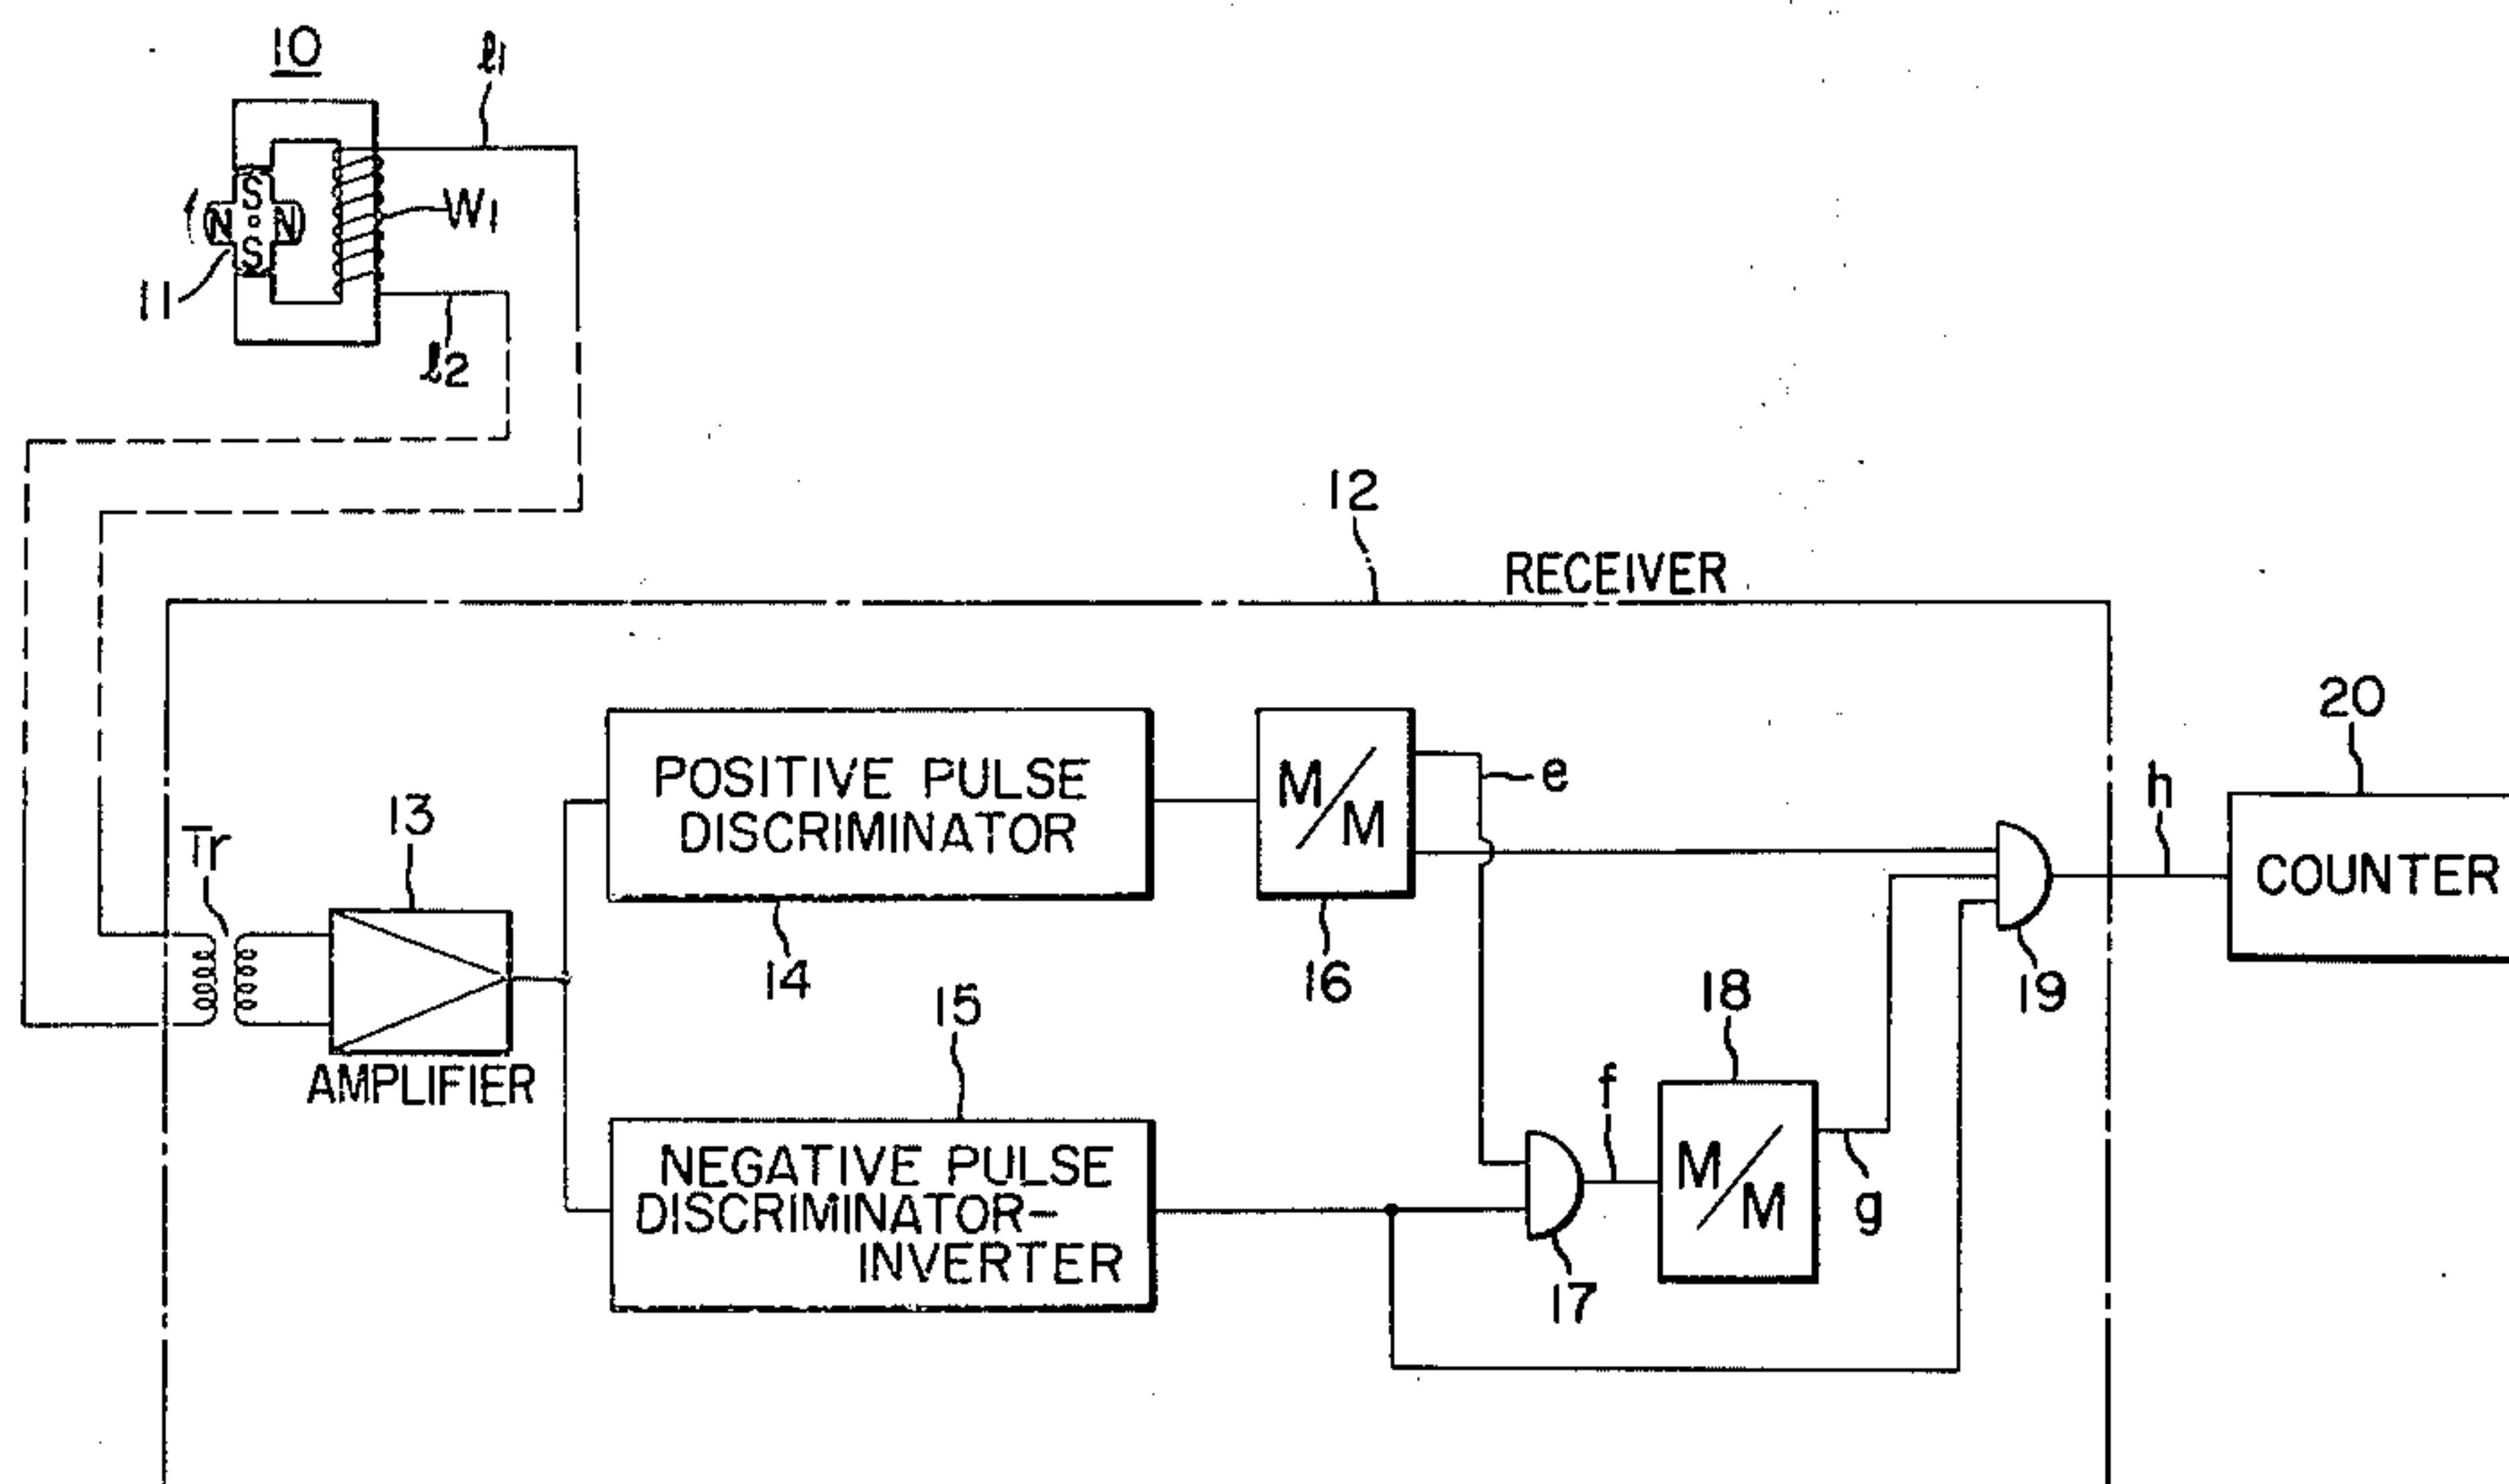 10
ℓ1
S
N N
S
W1
11
ℓ2
12
RECEIVER
20
h
POSITIVE PULSE
DISCRIMINATOR
M/M
e
13
Tr
COUNTER
14
16
19
15
18
AMPLIFIER
f
NEGATIVE PULSE
DISCRIMINATOR-
INVERTER
M/M
g
17